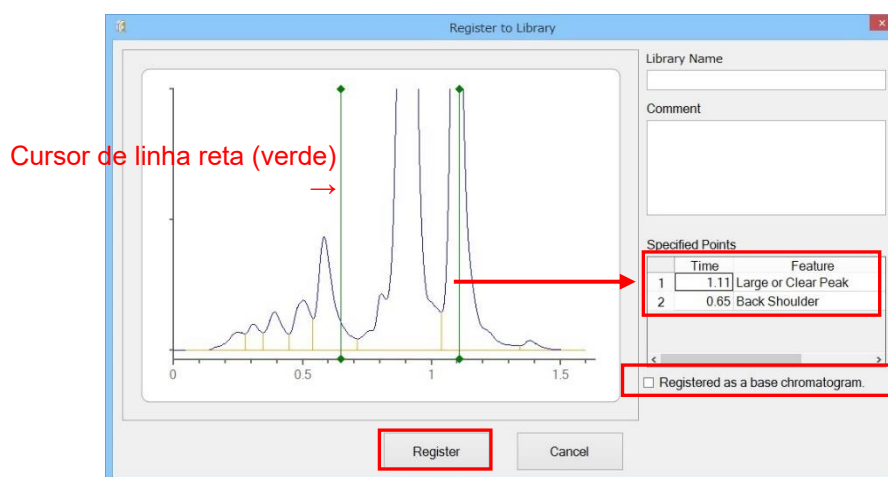 Register to Library
Library Name
Comment
Cursor de linha reta (verde)
→
Specified Points
Time Feature
1 1.11 Large or Clear Peak
2 0.65 Back Shoulder
0 0.5 1 1.5
Registered as a base chromatogram.
Register Cancel